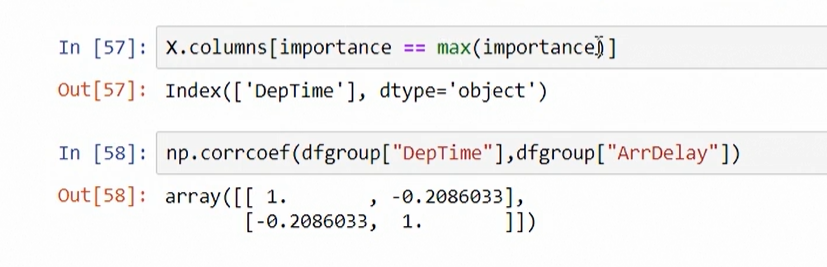 In [57]: X.columns[importance == max(importance)]
Out[57]: Index(['DepTime'], dtype='object')
In [58]: np.corrcoef(dfgroup["DepTime"],dfgroup["ArrDelay"])
Out[58]: array([[ 1.       , -0.2086033],
[-0.2086033,  1.       ]])